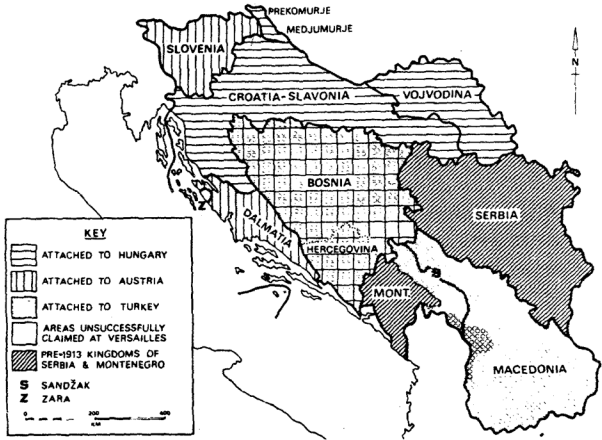 PREKOMURJE
MEDJUMURJE
SLOVENIA
N
CROATIA-SLAVONIA
VOJVODINA
BOSNIA
SERBIA
Z
DALMATIA
HERCEGOVINA
S
S
MONT.
MACEDONIA
KEY
ATTACHED TO HUNGARY
ATTACHED TO AUSTRIA
ATTACHED TO TURKEY
AREAS UNSUCCESSFULLY
CLAIMED AT VERSAILLES
PRE-1913 KINGDOMS OF
SERBIA & MONTENEGRO
S SANDŽAK
Z ZARA
0 200 400
KM